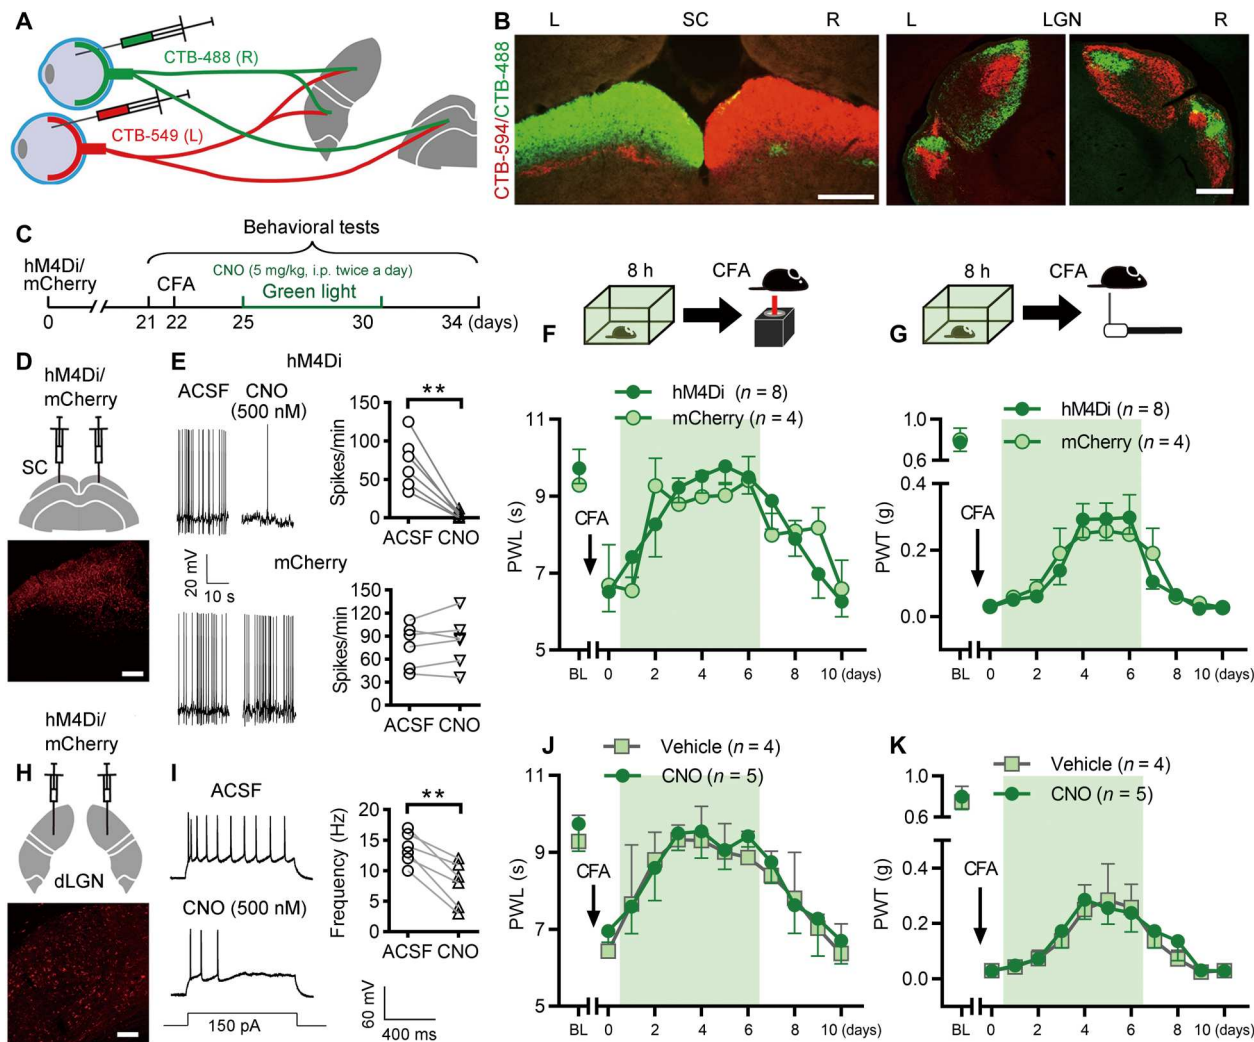 A
CTB-488 (R)
CTB-549 (L)
B
L SC R
L LGN R
CTB-594/CTB-488
C
Behavioral tests
hM4Di/
mCherry
CFA
CNO (5 mg/kg, i.p. twice a day)
Green light
0 21 22 25 30 34 (days)
D
hM4Di/
mCherry
SC
E
hM4Di
ACSF CNO
(500 nM)
20 mV
10 s
Spikes/min
150
100
50
0
**
ACSF CNO
mCherry
Spikes/min
150
120
90
60
30
0
ACSF CNO
F
8 h CFA
hM4Di (n = 8)
mCherry (n = 4)
PWL (s)
11
9
7
5
CFA
BL 0 2 4 6 8 10 (days)
G
8 h CFA
hM4Di (n = 8)
mCherry (n = 4)
PWT (g)
1.0
0.6
0.4
0.2
0.0
CFA
BL 0 2 4 6 8 10 (days)
H
hM4Di/
mCherry
dLGN
I
ACSF
CNO (500 nM)
150 pA
Frequency (Hz)
20
15
10
5
0
**
ACSF CNO
60 mV
400 ms
J
Vehicle (n = 4)
CNO (n = 5)
PWL (s)
11
9
7
5
CFA
BL 0 2 4 6 8 10 (days)
K
Vehicle (n = 4)
CNO (n = 5)
PWT (g)
1.0
0.6
0.4
0.2
0.0
CFA
BL 0 2 4 6 8 10 (days)